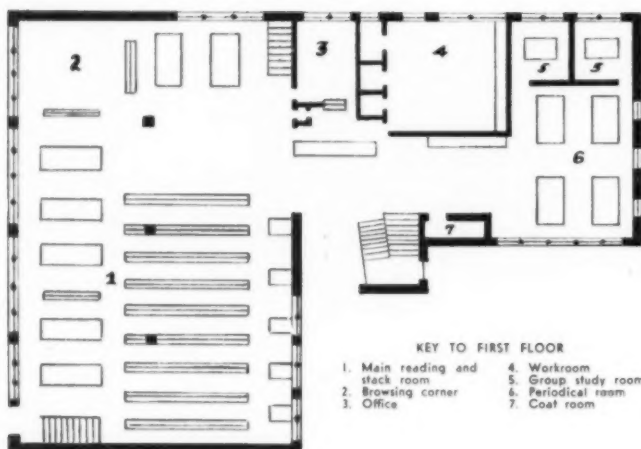 2
3
4
5
5
6
1
7
KEY TO FIRST FLOOR
1. Main reading and stack room
2. Browsing corner
3. Office
4. Workroom
5. Group study room
6. Periodical room
7. Coat room